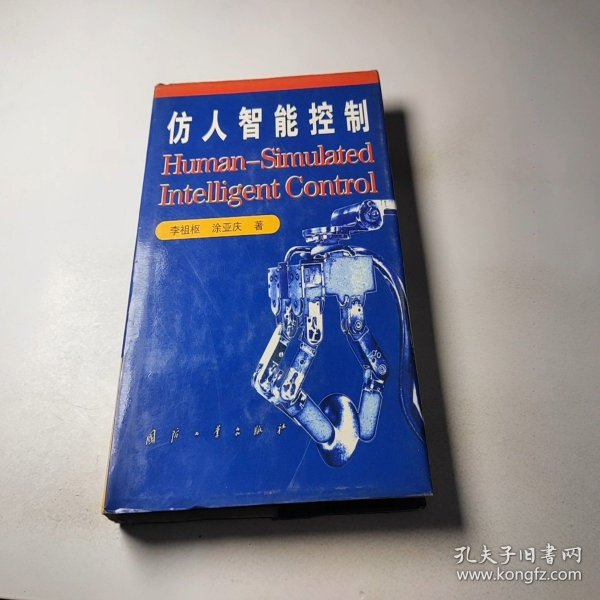 仿人智能控制
Human-Simulated
Intelligent Control
李祖枢 涂亚庆 著
国防工业出版社
孔夫子旧书网
www.kongfz.com